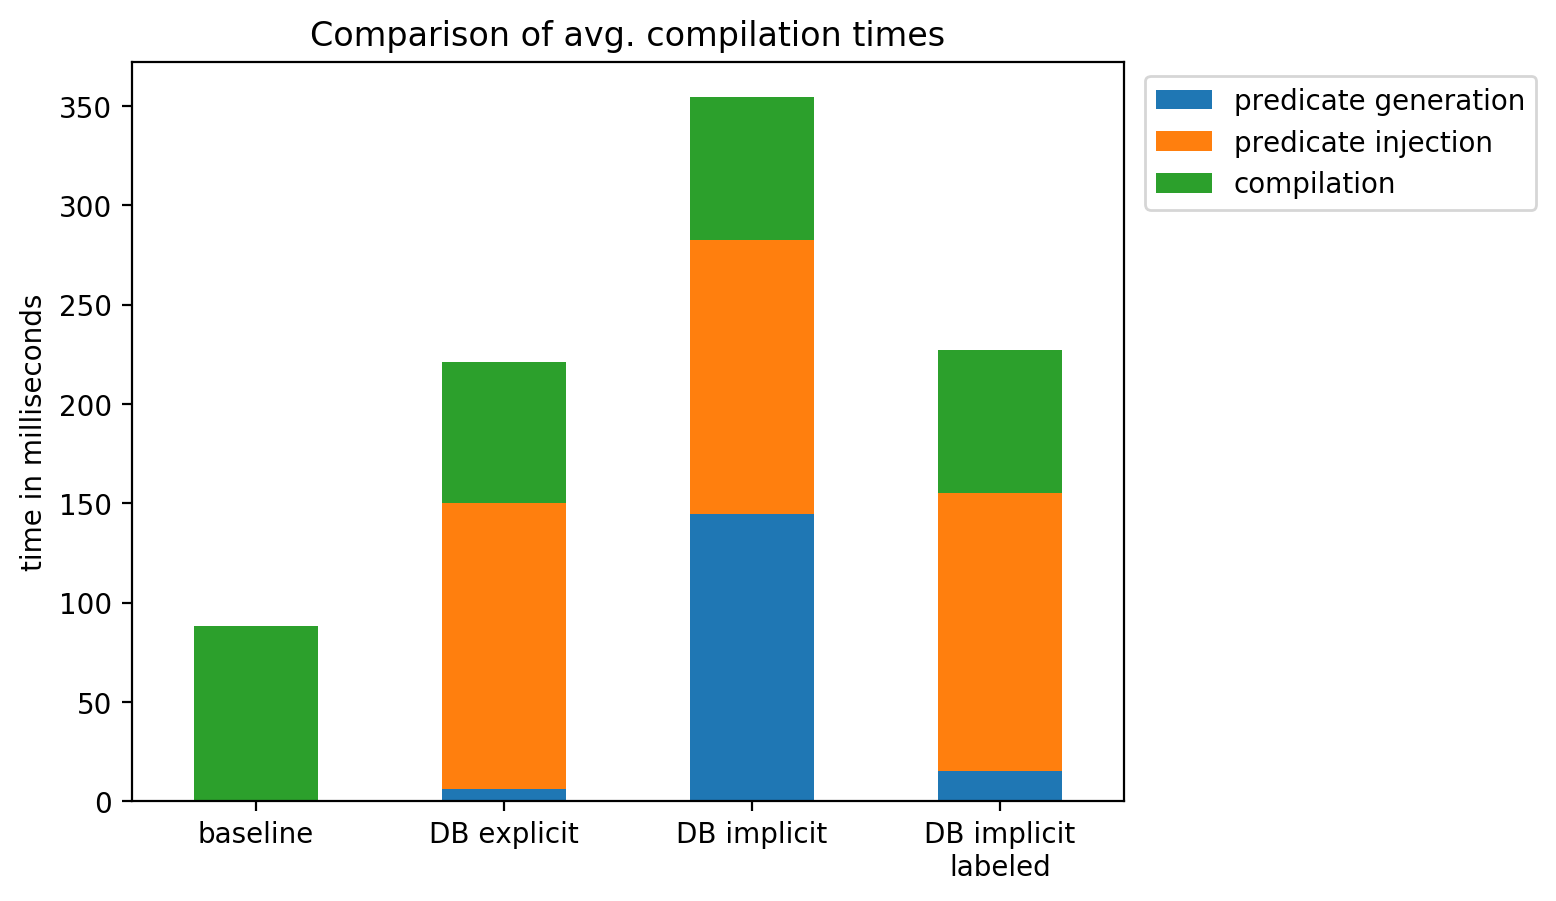 Comparison of avg. compilation times
time in milliseconds
350
300
250
200
150
100
50
0
baseline
DB explicit
DB implicit
DB implicit
labeled
predicate generation
predicate injection
compilation